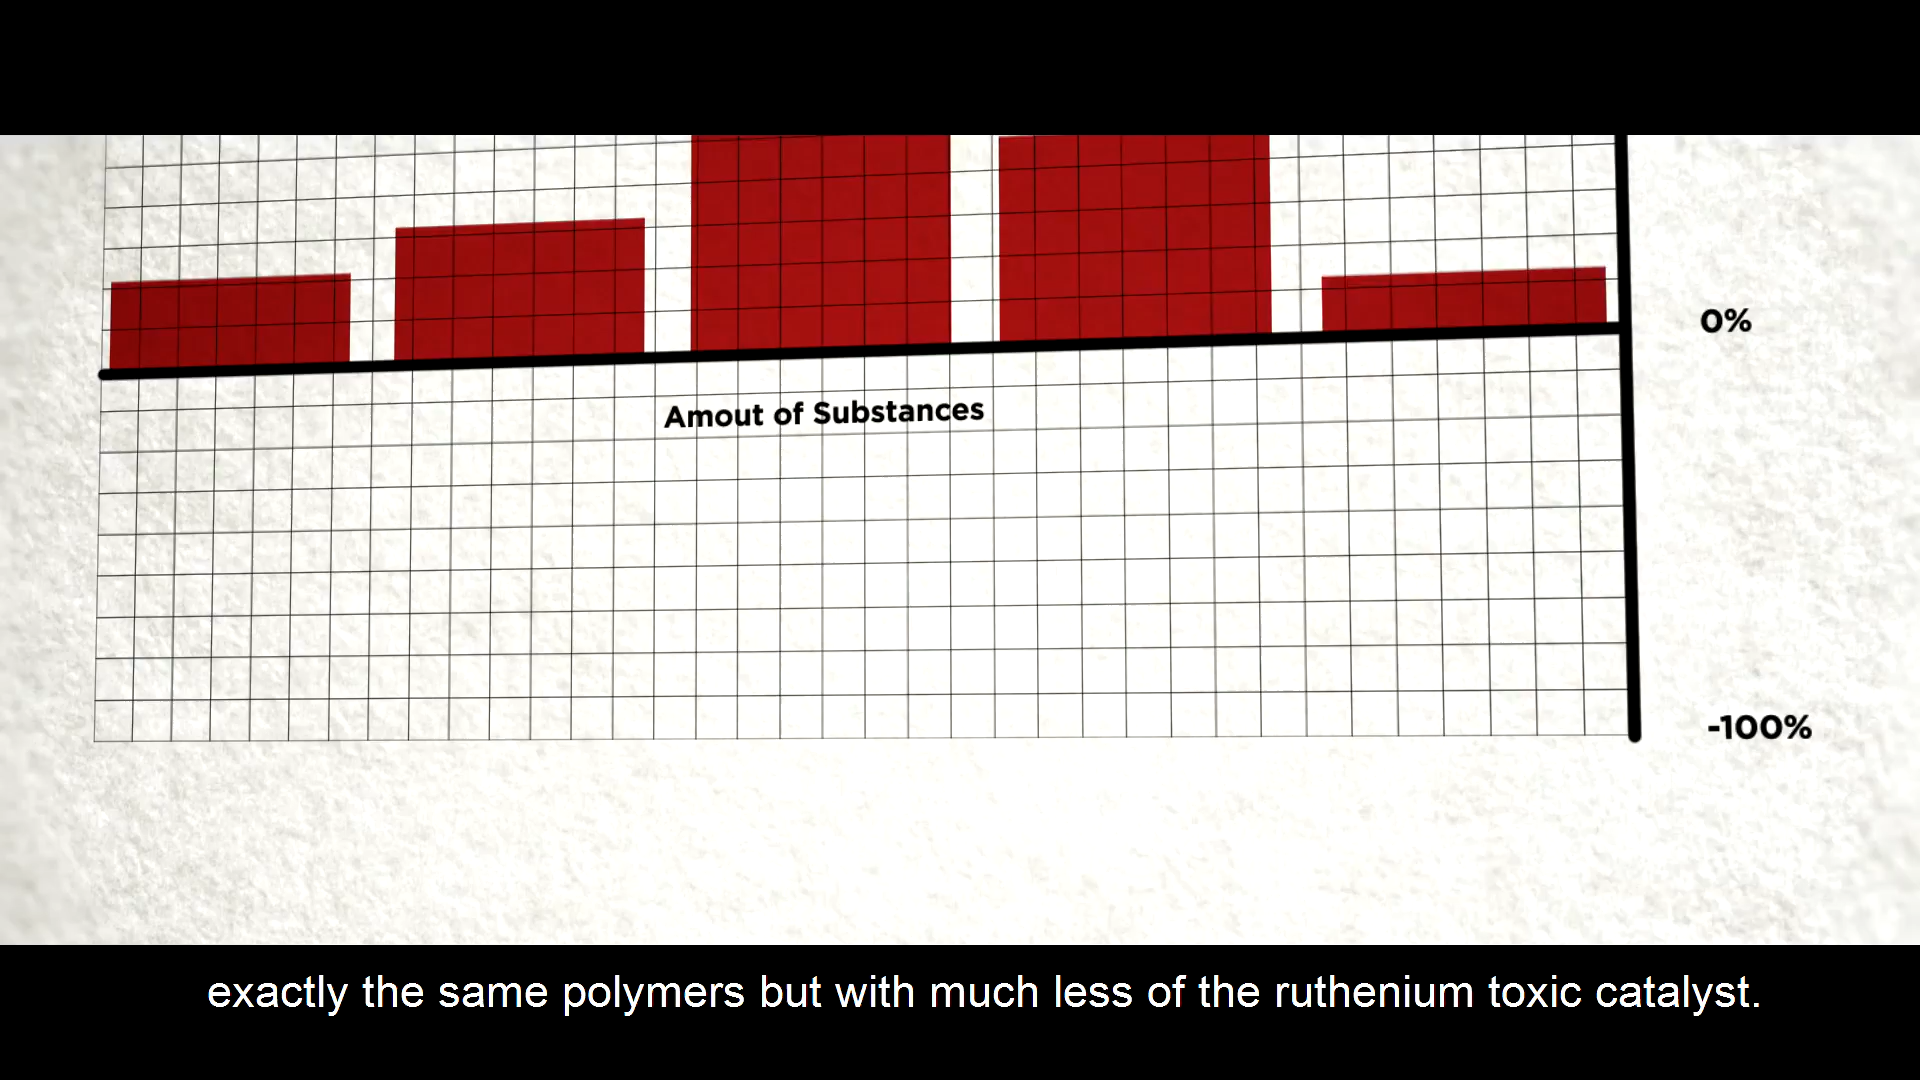 0%
Amout of Substances
-100%
exactly the same polymers but with much less of the ruthenium toxic catalyst.